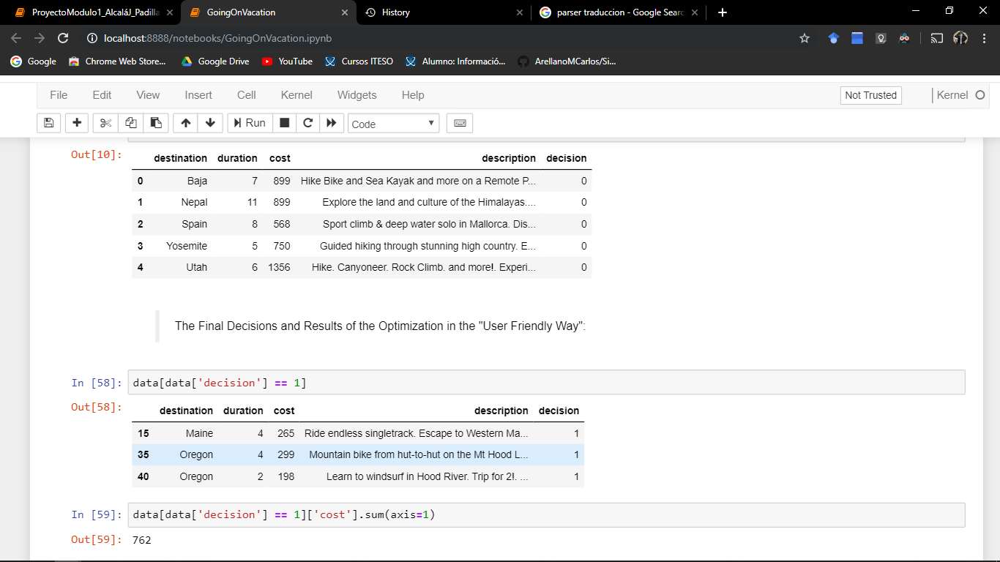 ProyectoModulo1_AlcaláJ_Padilla
GoingOnVacation
History
parser traduccion - Google Searc
localhost:8888/notebooks/GoingOnVacation.ipynb
Google Chrome Web Store... Google Drive YouTube Cursos ITESO Alumno: Informació... ArellanoMCarlos/Si...
File Edit View Insert Cell Kernel Widgets Help Not Trusted Kernel
Run Code
Out[10]:
destination duration cost description decision
0 Baja 7 899 Hike Bike and Sea Kayak and more on a Remote P... 0
1 Nepal 11 899 Explore the land and culture of the Himalayas.... 0
2 Spain 8 568 Sport climb & deep water solo in Mallorca. Dis... 0
3 Yosemite 5 750 Guided hiking through stunning high country. E... 0
4 Utah 6 1356 Hike. Canyoneer. Rock Climb. and more!. Experi... 0
The Final Decisions and Results of the Optimization in the "User Friendly Way":
In [58]: data[data['decision'] == 1]
Out[58]:
destination duration cost description decision
15 Maine 4 265 Ride endless singletrack. Escape to Western Ma... 1
35 Oregon 4 299 Mountain bike from hut-to-hut on the Mt Hood L... 1
40 Oregon 2 198 Learn to windsurf in Hood River. Trip for 2!. ... 1
In [59]: data[data['decision'] == 1]['cost'].sum(axis=1)
Out[59]: 762